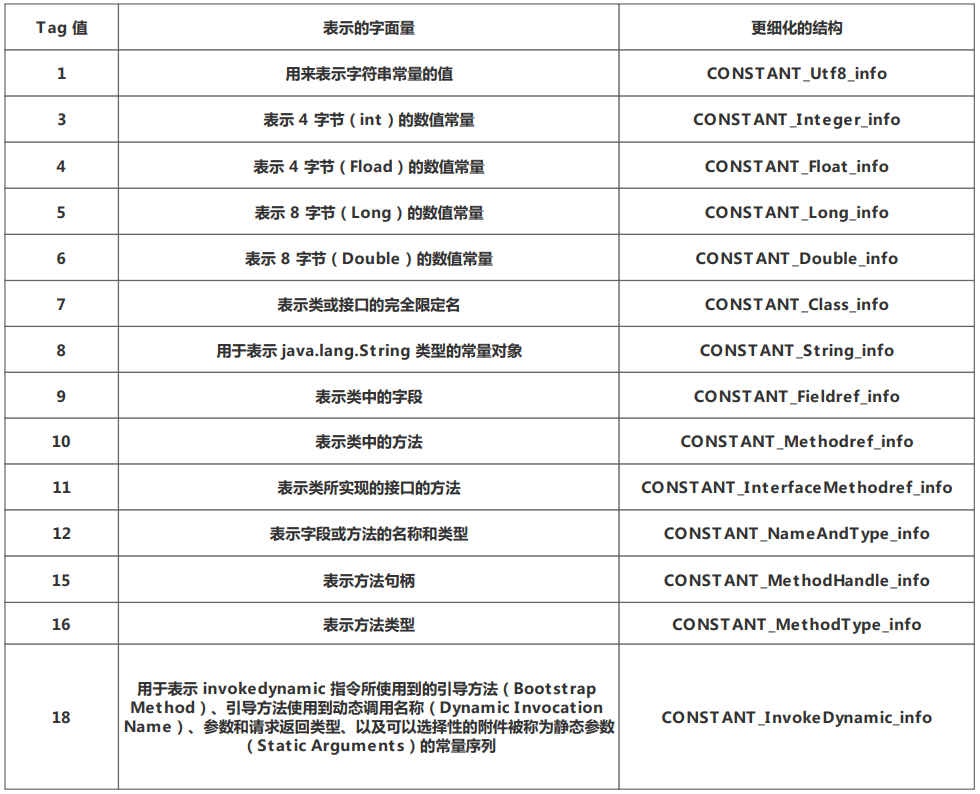 Tag 值 表示的字面量 更细化的结构
1 用来表示字符串常量的值 CONSTANT_Utf8_info
3 表示 4 字节（int）的数值常量 CONSTANT_Integer_info
4 表示 4 字节（Fload）的数值常量 CONSTANT_Float_info
5 表示 8 字节（Long）的数值常量 CONSTANT_Long_info
6 表示 8 字节（Double）的数值常量 CONSTANT_Double_info
7 表示类或接口的完全限定名 CONSTANT_Class_info
8 用于表示 java.lang.String 类型的常量对象 CONSTANT_String_info
9 表示类中的字段 CONSTANT_Fieldref_info
10 表示类中的方法 CONSTANT_Methodref_info
11 表示类所实现的接口的方法 CONSTANT_InterfaceMethodref_info
12 表示字段或方法的名称和类型 CONSTANT_NameAndType_info
15 表示方法句柄 CONSTANT_MethodHandle_info
16 表示方法类型 CONSTANT_MethodType_info
18 用于表示 invokedynamic 指令所使用到的引导方法（Bootstrap
Method）、引导方法使用到动态调用名称（Dynamic Invocation
Name）、参数和请求返回类型、以及可以选择性的附件被称为静态参数
（Static Arguments）的常量序列 CONSTANT_InvokeDynamic_info